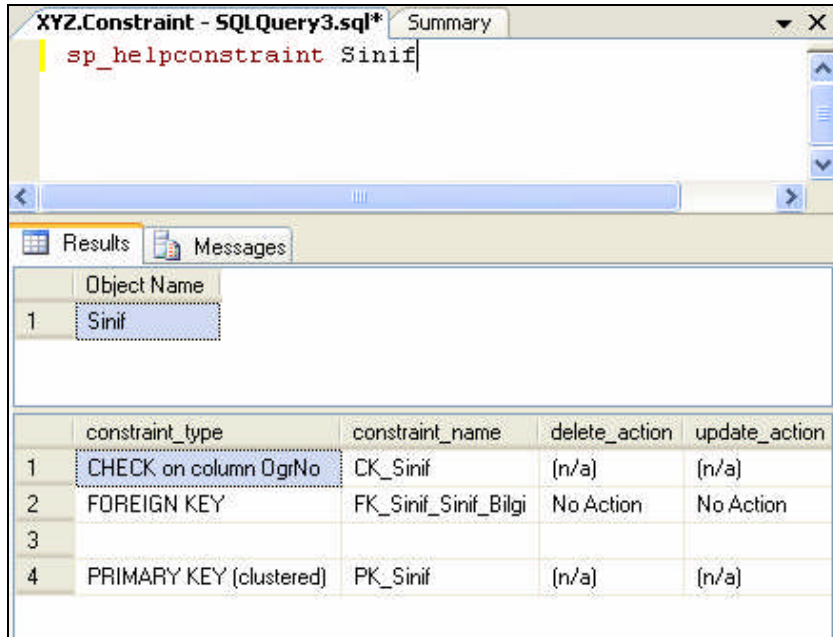 XYZ.Constraint - SQLQuery3.sql* Summary
sp_helpconstraint Sinif
Results Messages
Object Name
1 Sinif
constraint_type constraint_name delete_action update_action
1 CHECK on column OgrNo CK_Sinif (n/a) (n/a)
2 FOREIGN KEY FK_Sinif_Sinif_Bilgi No Action No Action
3
4 PRIMARY KEY (clustered) PK_Sinif (n/a) (n/a)